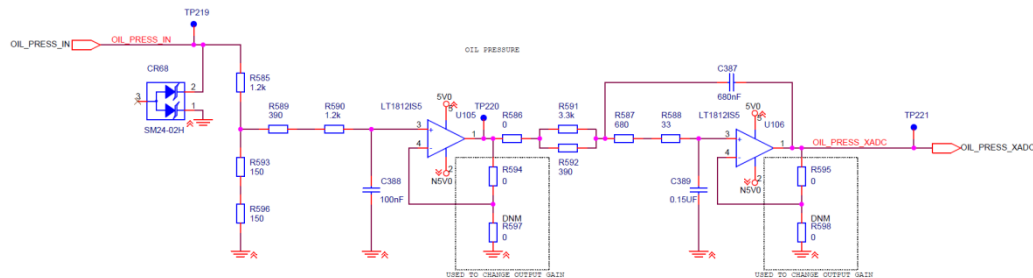 TP219
OIL_PRESS_IN
OIL_PRESS_IN
OIL PRESSURE
CR68
3
2
1
SM24-02H
R585
1.2k
R589
390
R590
1.2k
R593
150
R596
150
C388
100nF
LT1812IS5
5V0
5
U105
3
4
1
2
N5V0
TP220
R586
0
R594
0
DNM
R597
0
USED TO CHANGE OUTPUT GAIN
R591
3.3k
R592
390
C387
680nF
R587
680
R588
33
C389
0.15UF
LT1812IS5
5V0
5
U106
3
4
1
2
N5V0
OIL_PRESS_XADC
TP221
OIL_PRESS_XADC
R595
0
DNM
R598
0
USED TO CHANGE OUTPUT GAIN